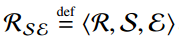 𝓡_{𝒮ℰ} ≝ ⟨𝓡, 𝓢, 𝓔⟩